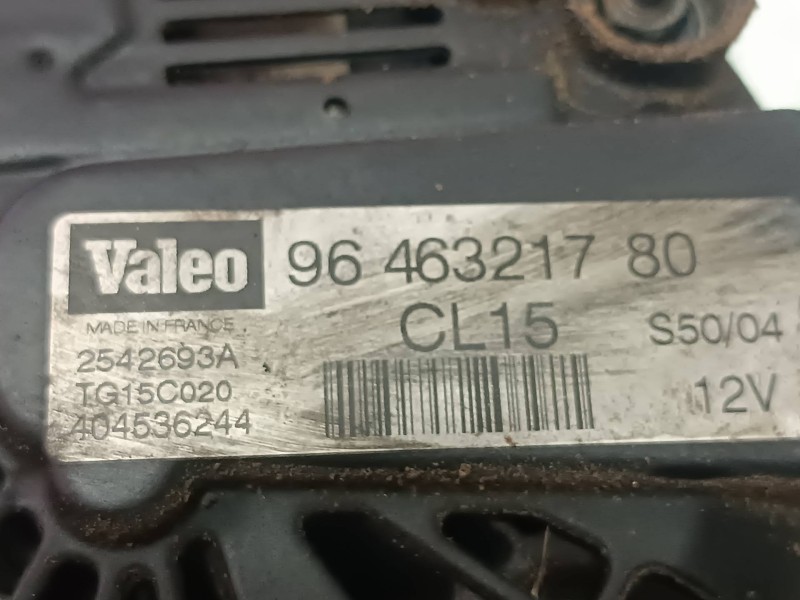 Valeo 96 463217 80
MADE IN FRANCE CL15 S50/04
2542693A
TG15C020 12V
404536244